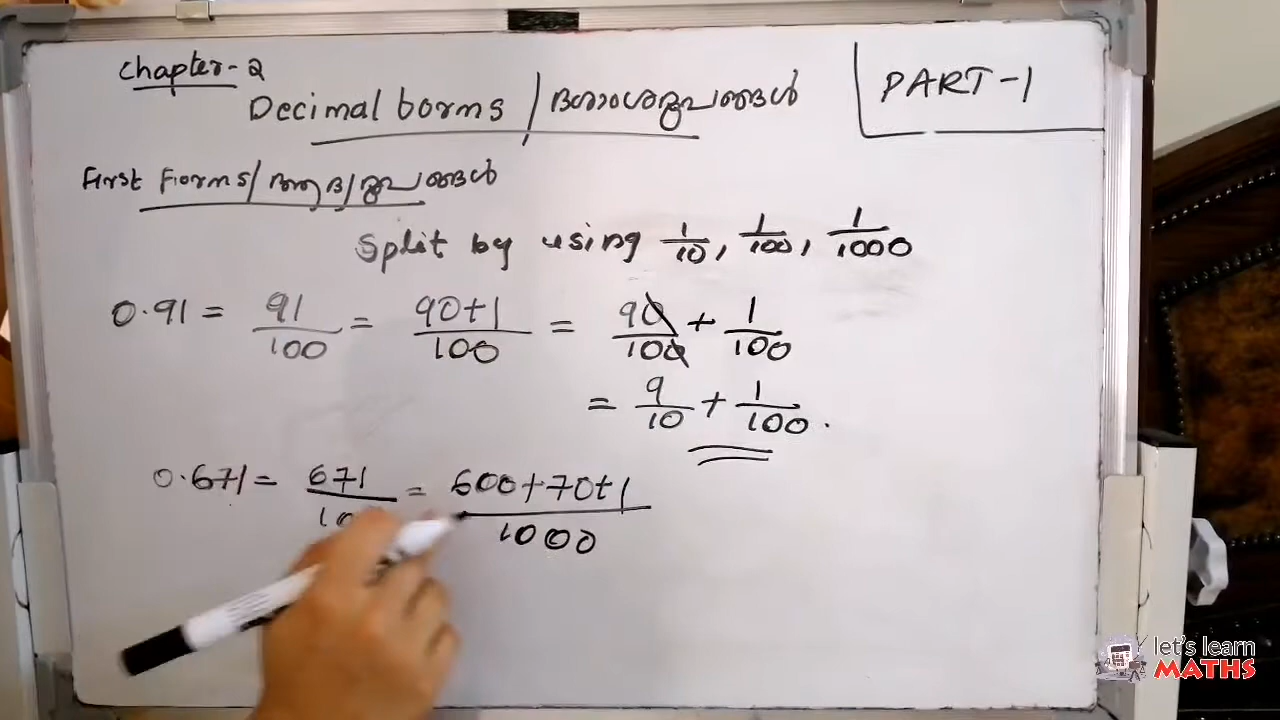 Chapter-2
Decimal borms / ദശാംശരൂപങ്ങൾ
PART-1
First Forms/ ആദ്യരൂപങ്ങൾ
Split by using 1/10, 1/100, 1/1000
0.91 = 91/100 = 90+1/100 = 90/100 + 1/100
= 9/10 + 1/100.
0.671 = 671/10 = 600+70+1/1000
let's learn
MATHS